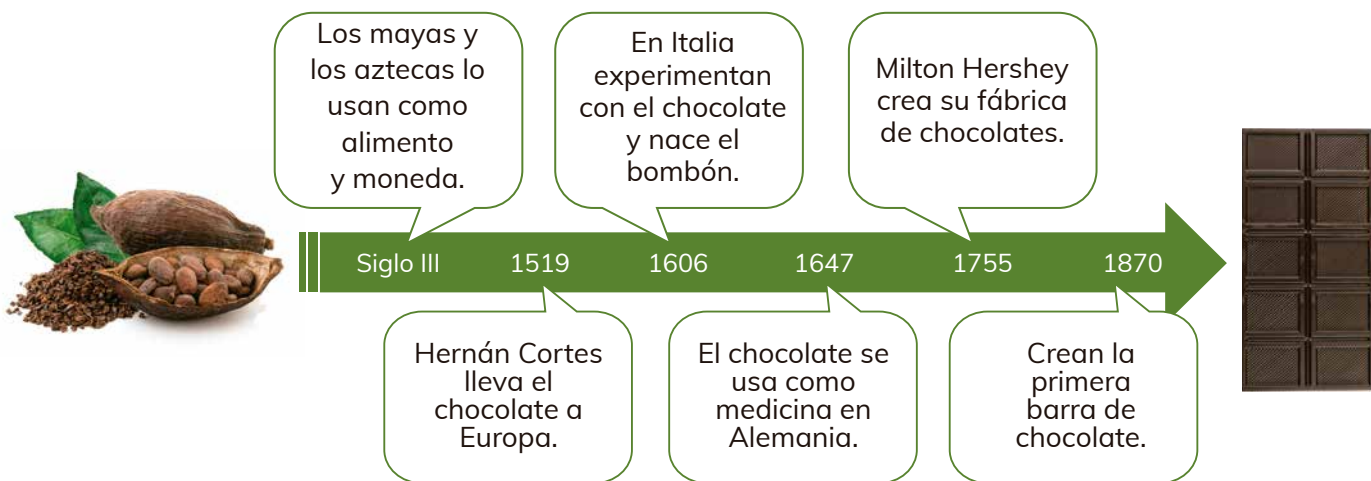 Los mayas y
los aztecas lo
usan como
alimento
y moneda.
En Italia
experimentan
con el chocolate
y nace el
bombón.
Milton Hershey
crea su fábrica
de chocolates.
Siglo III
1519
1606
1647
1755
1870
Hernán Cortes
lleva el
chocolate a
Europa.
El chocolate se
usa como
medicina en
Alemania.
Crean la
primera
barra de
chocolate.